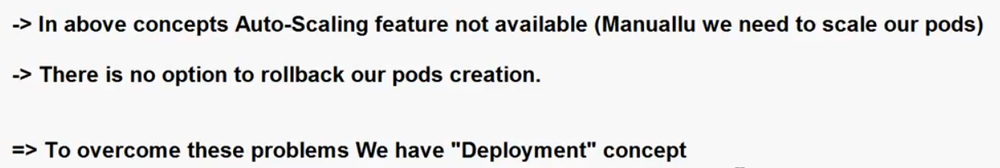 -> In above concepts Auto-Scaling feature not available (Manuallu we need to scale our pods)
-> There is no option to rollback our pods creation.
=> To overcome these problems We have "Deployment" concept